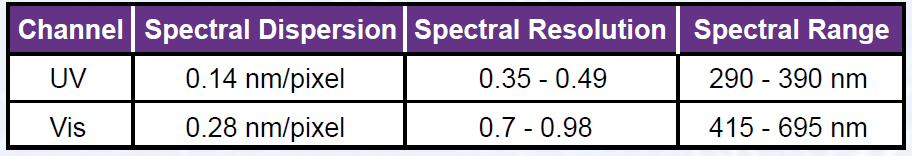 Channel Spectral Dispersion Spectral Resolution Spectral Range
UV 0.14 nm/pixel 0.35 - 0.49 290 - 390 nm
Vis 0.28 nm/pixel 0.7 - 0.98 415 - 695 nm